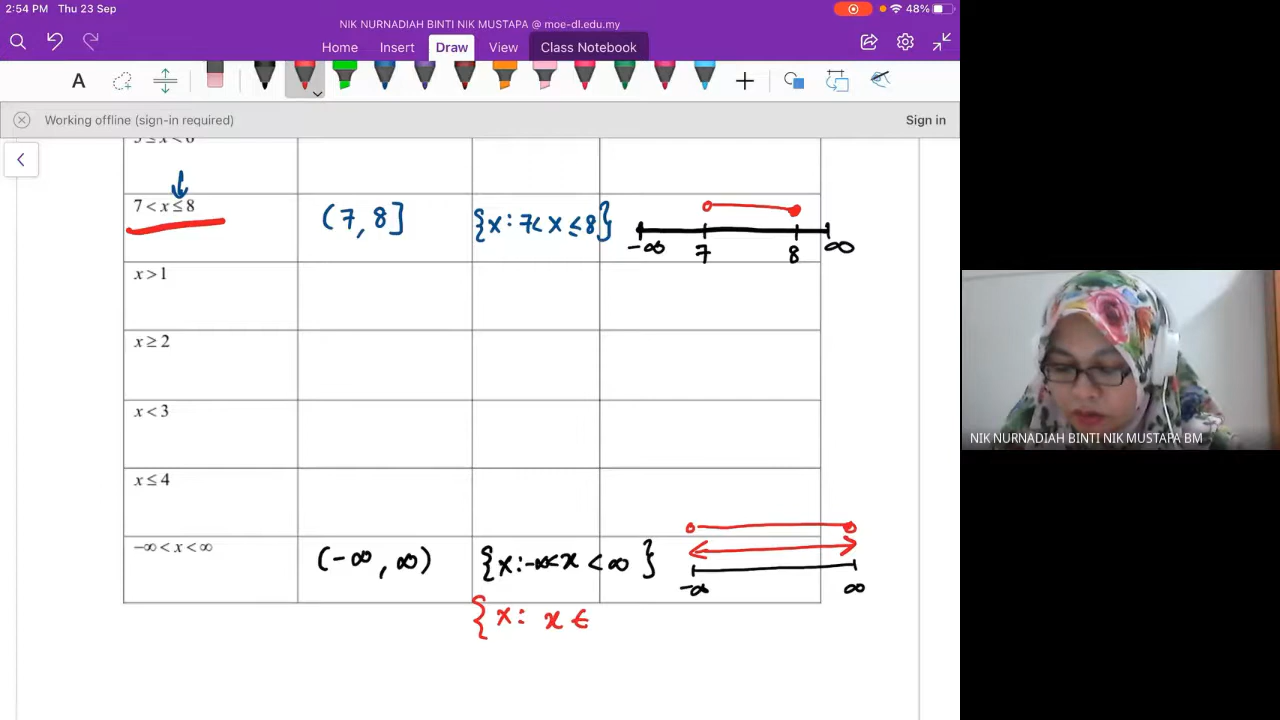 2:54 PM Thu 23 Sep
48%
NIK NURNADIAH BINTI NIK MUSTAPA @ moe-dl.edu.my
Home Insert Draw View Class Notebook
A
Working offline (sign-in required) Sign in
7 < x ≤ 8 (7, 8] {x: 7 < x ≤ 8}
-∞ 7 8 ∞
x > 1
x ≥ 2
x < 3
x ≤ 4
-∞ < x < ∞ (-∞, ∞) {x: -∞ < x < ∞}
-∞ ∞
{x: x ∈
NIK NURNADIAH BINTI NIK MUSTAPA BM